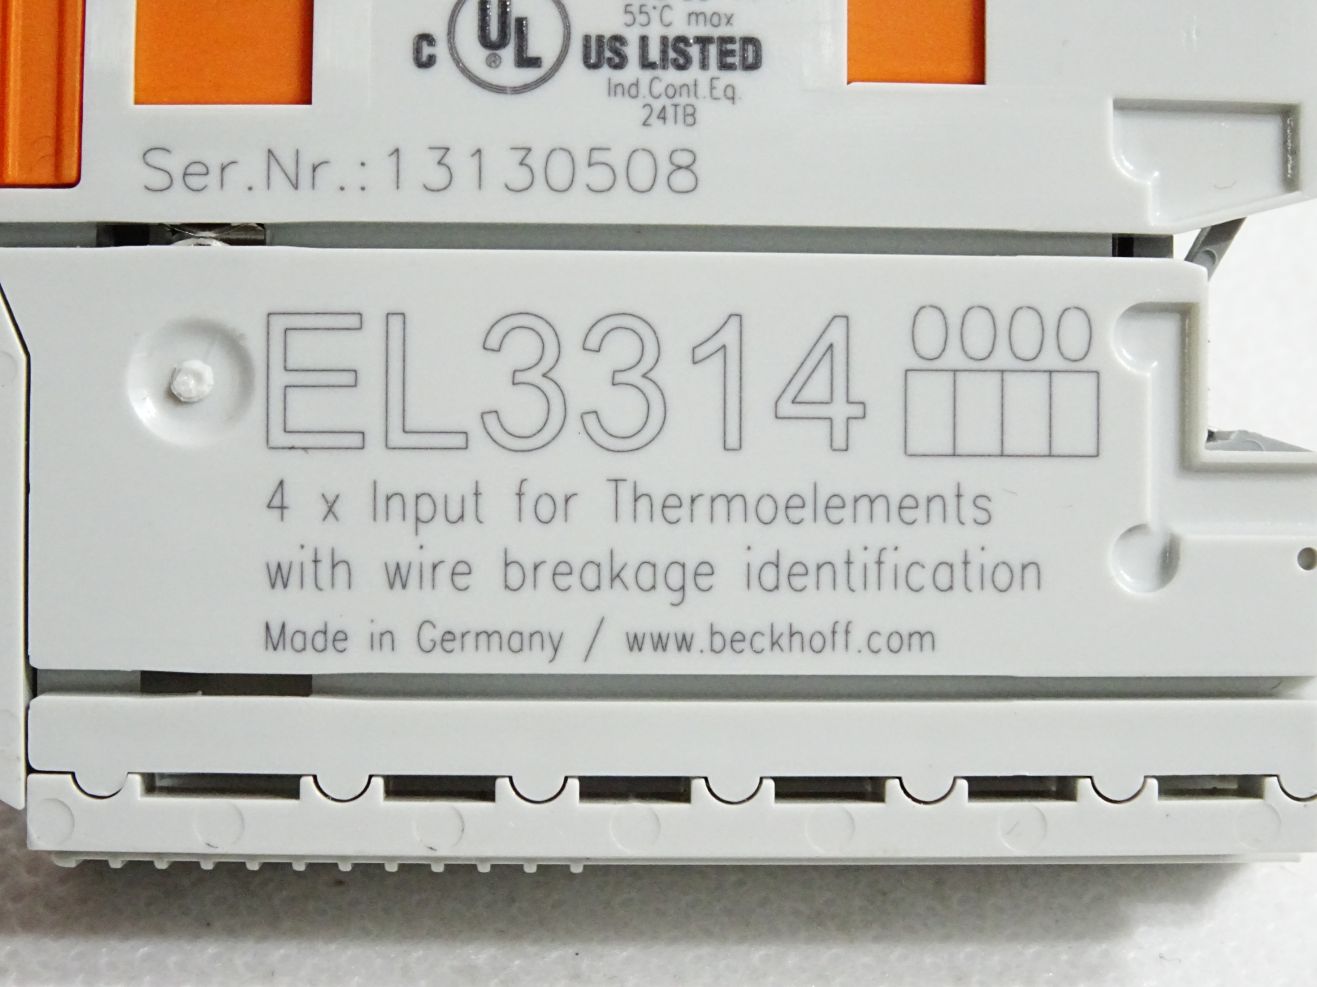 55°C max
C UL ® US LISTED
Ind.Cont.Eq.
24TB
Ser.Nr.:13130508
EL3314 0000
4 x Input for Thermoelements
with wire breakage identification
Made in Germany / www.beckhoff.com